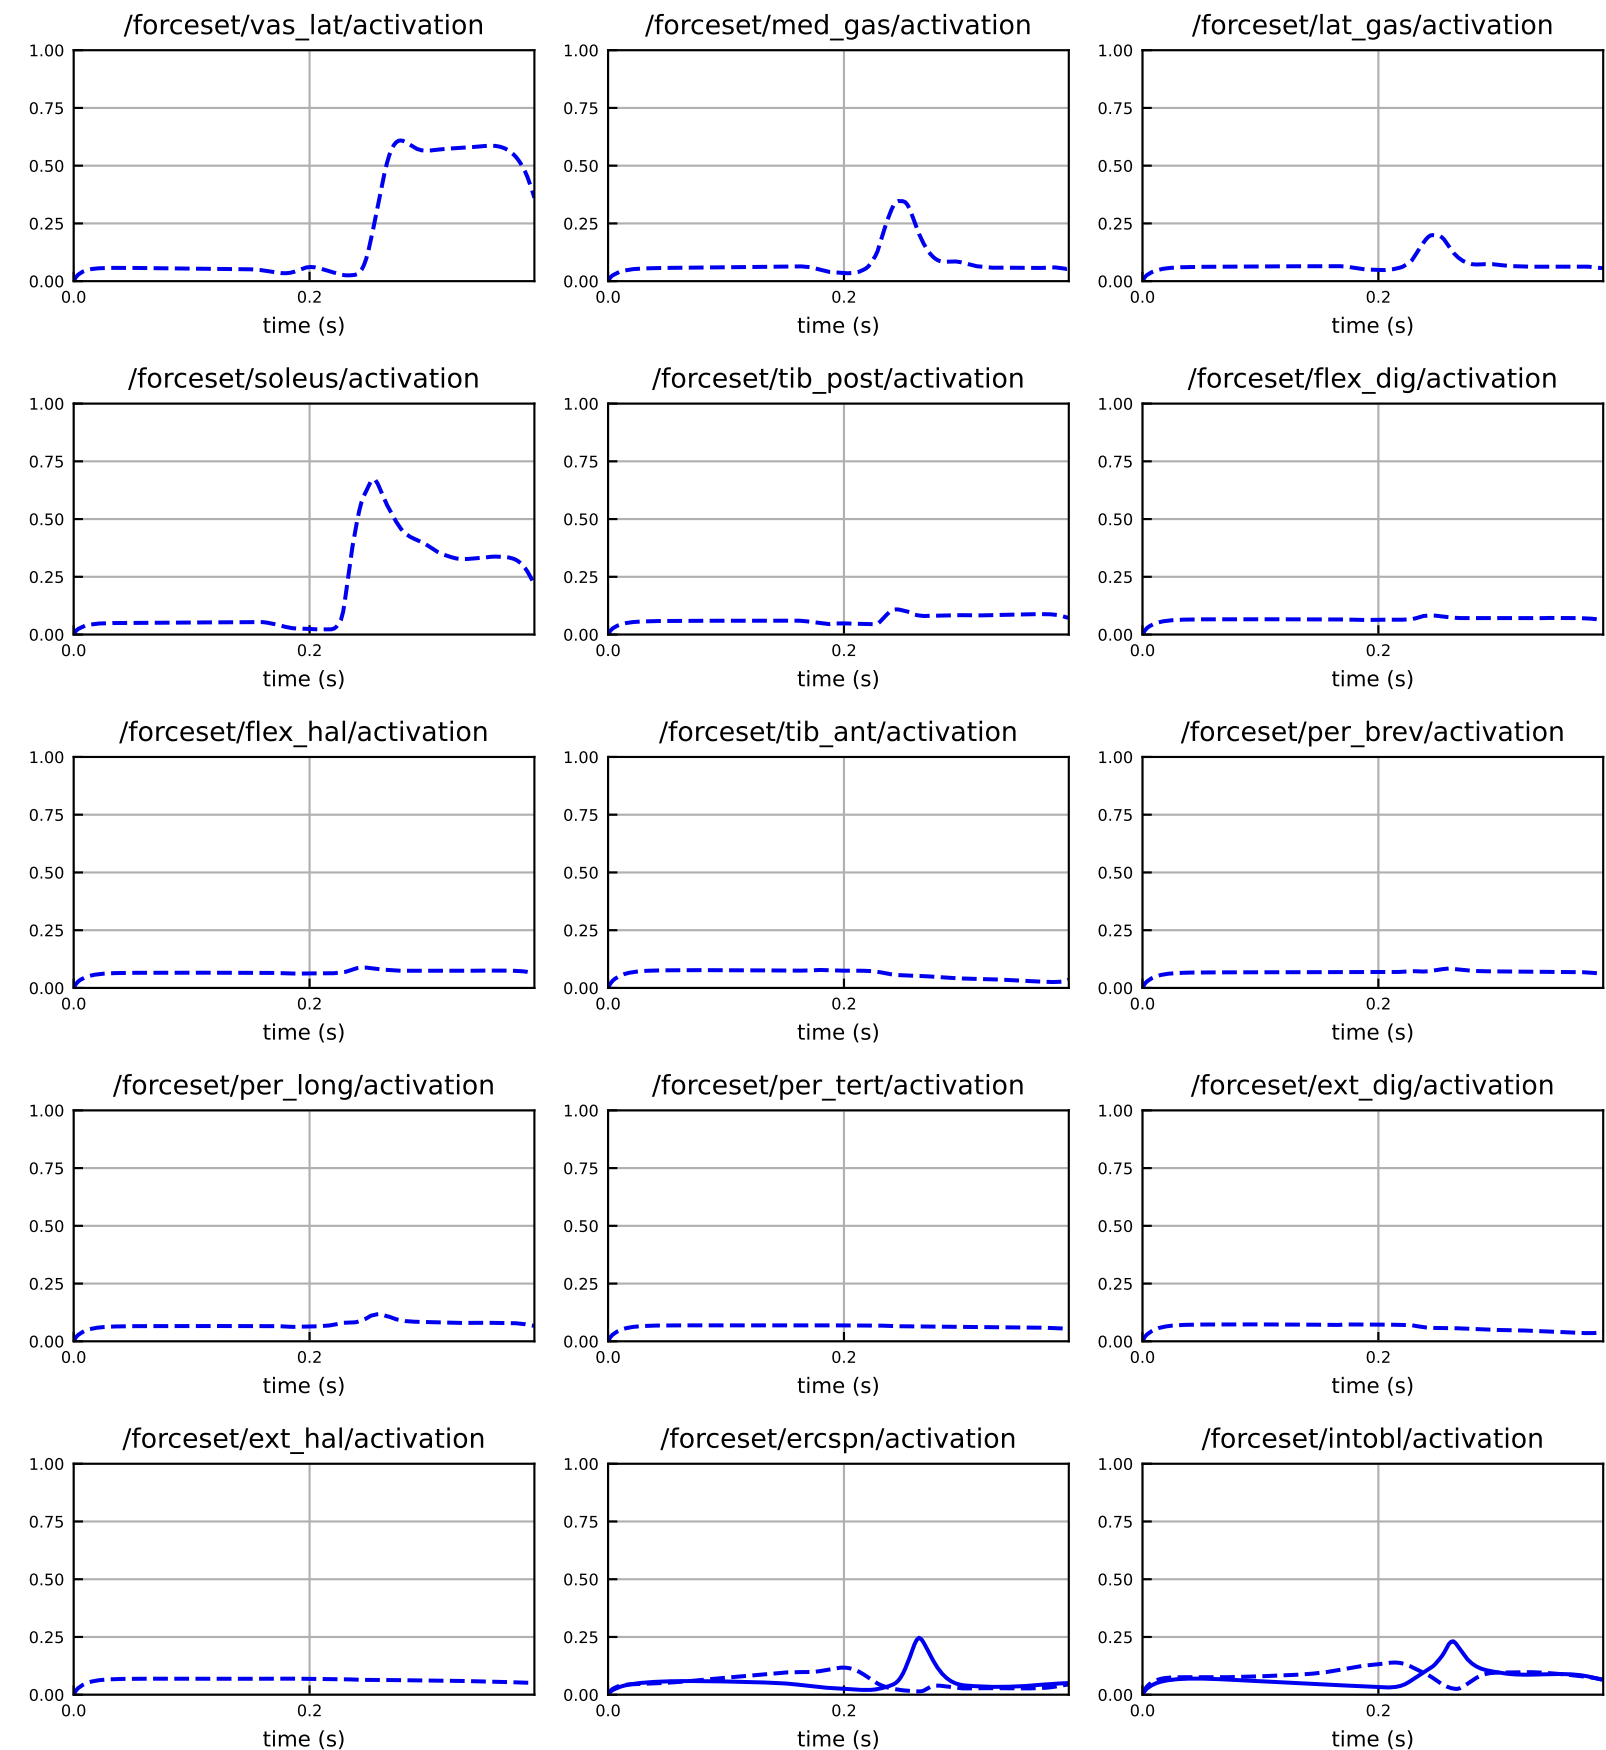 /forceset/vas_lat/activation /forceset/med_gas/activation /forceset/lat_gas/activation
1.00 1.00 1.00
0.75 0.75 0.75
0.50 0.50 0.50
0.25 0.25 0.25
0.00 0.00 0.00
0.0 0.2 0.0 0.2 0.0 0.2
time (s) time (s) time (s)
/forceset/soleus/activation /forceset/tib_post/activation /forceset/flex_dig/activation
1.00 1.00 1.00
0.75 0.75 0.75
0.50 0.50 0.50
0.25 0.25 0.25
0.00 0.00 0.00
0.0 0.2 0.0 0.2 0.0 0.2
time (s) time (s) time (s)
/forceset/flex_hal/activation /forceset/tib_ant/activation /forceset/per_brev/activation
1.00 1.00 1.00
0.75 0.75 0.75
0.50 0.50 0.50
0.25 0.25 0.25
0.00 0.00 0.00
0.0 0.2 0.0 0.2 0.0 0.2
time (s) time (s) time (s)
/forceset/per_long/activation /forceset/per_tert/activation /forceset/ext_dig/activation
1.00 1.00 1.00
0.75 0.75 0.75
0.50 0.50 0.50
0.25 0.25 0.25
0.00 0.00 0.00
0.0 0.2 0.0 0.2 0.0 0.2
time (s) time (s) time (s)
/forceset/ext_hal/activation /forceset/ercspn/activation /forceset/intobl/activation
1.00 1.00 1.00
0.75 0.75 0.75
0.50 0.50 0.50
0.25 0.25 0.25
0.00 0.00 0.00
0.0 0.2 0.0 0.2 0.0 0.2
time (s) time (s) time (s)